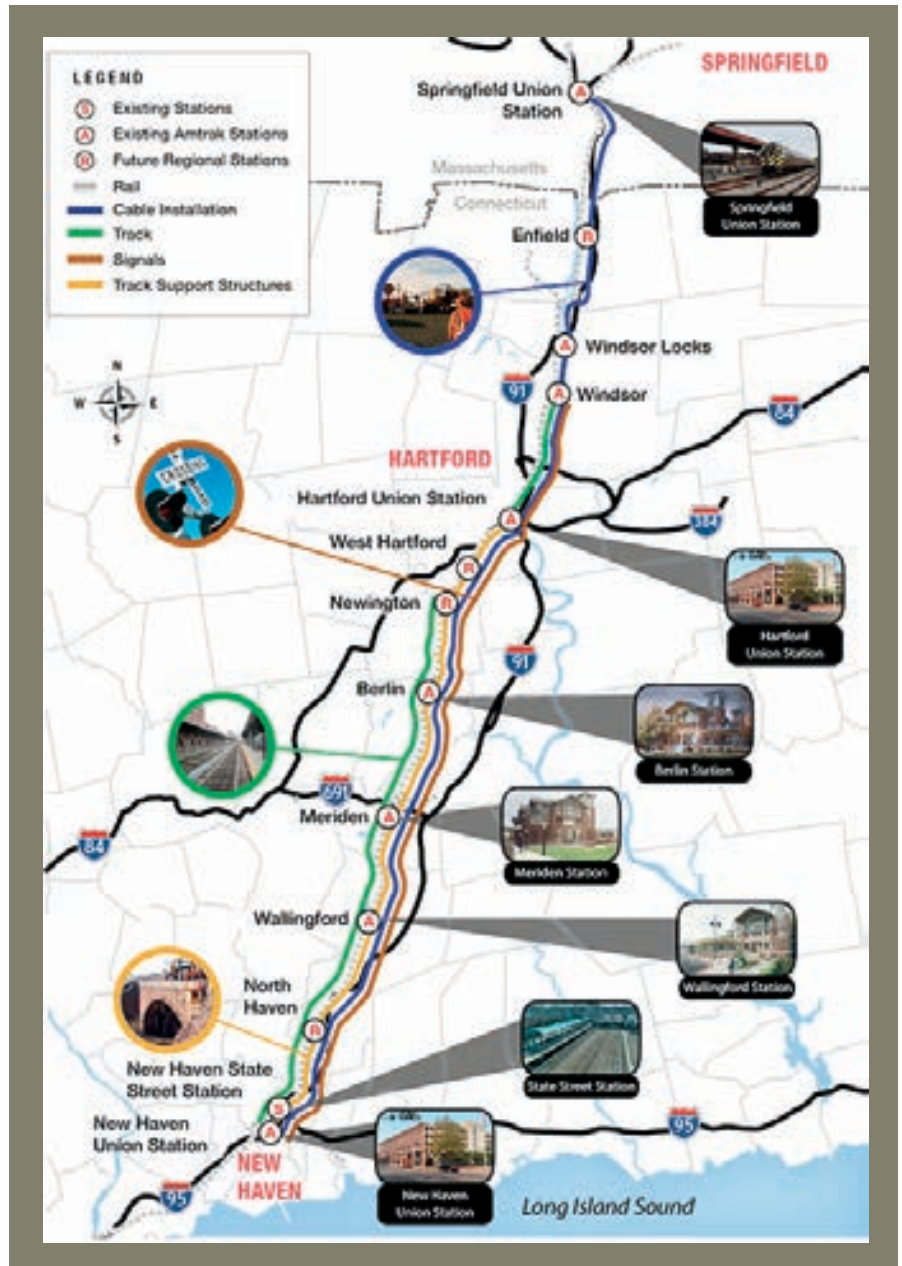 LEGEND
S Existing Stations
A Existing Amtrak Stations
R Future Regional Stations
Rail
Cable Installation
Track
Signals
Track Support Structures
SPRINGFIELD
Springfield Union
Station
A
Springfield
Union Station
Massachusetts
Connecticut
Enfield
R
A
Windsor Locks
N
W
E
S
91
A
Windsor
84
HARTFORD
CROSSING
Hartford Union Station
A
384
West Hartford
R
Newington
R
Hartford
Union Station
91
Berlin
A
Berlin Station
691
Meriden
A
84
Meriden Station
Wallingford
A
Wallingford Station
North
Haven
R
New Haven State
Street Station
S
State Street Station
New Haven
Union Station
A
95
NEW
HAVEN
95
New Haven
Union Station
Long Island Sound